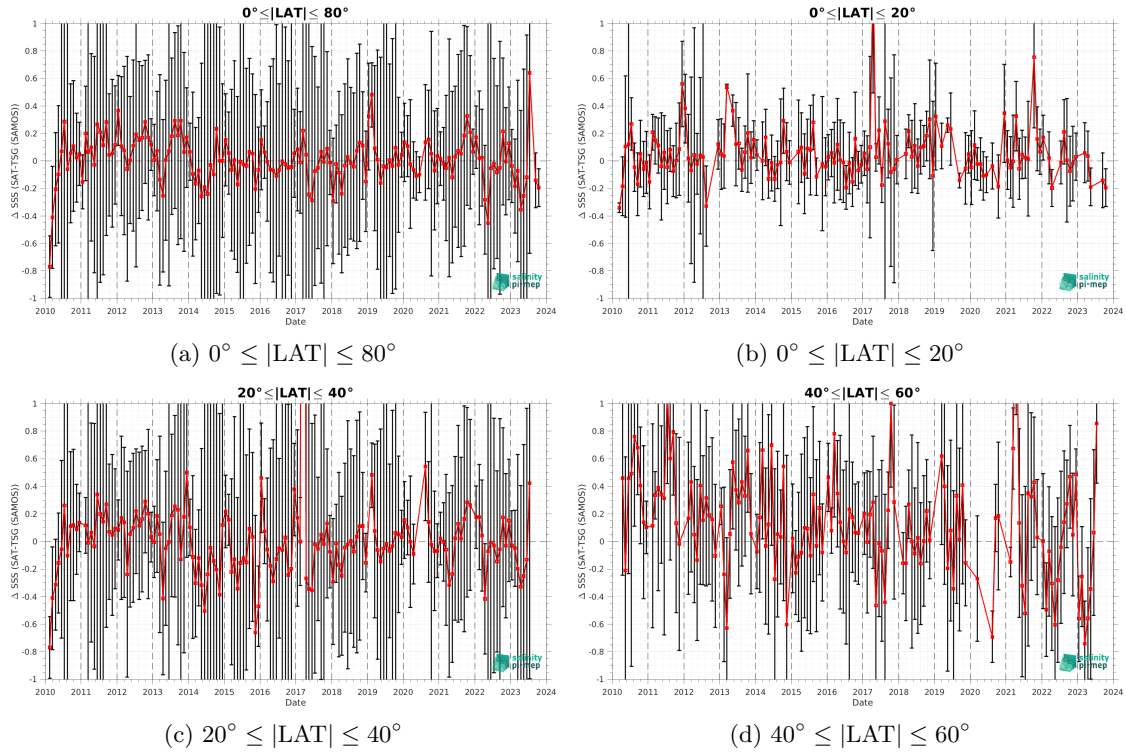 0°≤|LAT|≤ 80°
Δ SSS (SAT-TSG (SAMOS))
1
0.8
0.6
0.4
0.2
0
-0.2
-0.4
-0.6
-0.8
-1
2010 2011 2012 2013 2014 2015 2016 2017 2018 2019 2020 2021 2022 2023 2024
Date
salinity
pi-mep
(a) 0° ≤ |LAT| ≤ 80°
0°≤|LAT|≤ 20°
Δ SSS (SAT-TSG (SAMOS))
1
0.8
0.6
0.4
0.2
0
-0.2
-0.4
-0.6
-0.8
-1
2010 2011 2012 2013 2014 2015 2016 2017 2018 2019 2020 2021 2022 2023 2024
Date
salinity
pi-mep
(b) 0° ≤ |LAT| ≤ 20°
20°≤|LAT|≤ 40°
Δ SSS (SAT-TSG (SAMOS))
1
0.8
0.6
0.4
0.2
0
-0.2
-0.4
-0.6
-0.8
-1
2010 2011 2012 2013 2014 2015 2016 2017 2018 2019 2020 2021 2022 2023 2024
Date
salinity
pi-mep
(c) 20° ≤ |LAT| ≤ 40°
40°≤|LAT|≤ 60°
Δ SSS (SAT-TSG (SAMOS))
1
0.8
0.6
0.4
0.2
0
-0.2
-0.4
-0.6
-0.8
-1
2010 2011 2012 2013 2014 2015 2016 2017 2018 2019 2020 2021 2022 2023 2024
Date
salinity
pi-mep
(d) 40° ≤ |LAT| ≤ 60°